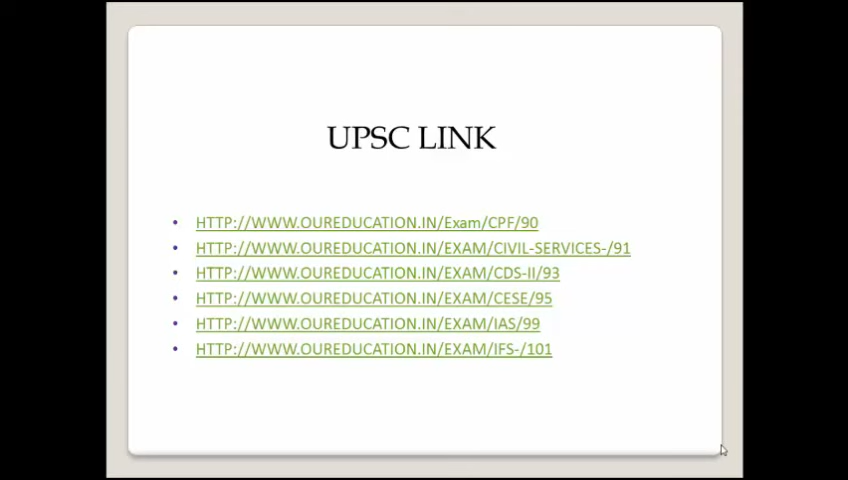 UPSC LINK
• HTTP://WWW.OUREDUCATION.IN/Exam/CPF/90
• HTTP://WWW.OUREDUCATION.IN/EXAM/CIVIL-SERVICES-/91
• HTTP://WWW.OUREDUCATION.IN/EXAM/CDS-II/93
• HTTP://WWW.OUREDUCATION.IN/EXAM/CESE/95
• HTTP://WWW.OUREDUCATION.IN/EXAM/IAS/99
• HTTP://WWW.OUREDUCATION.IN/EXAM/IFS-/101